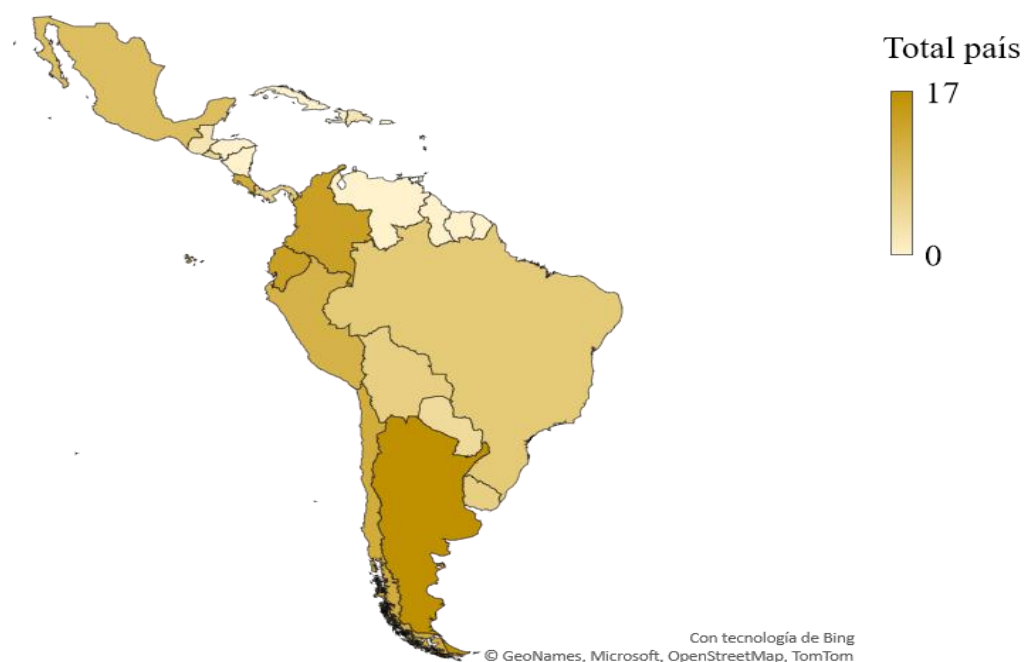 Total país
17
0
Con tecnología de Bing
© GeoNames, Microsoft, OpenStreetMap, TomTom